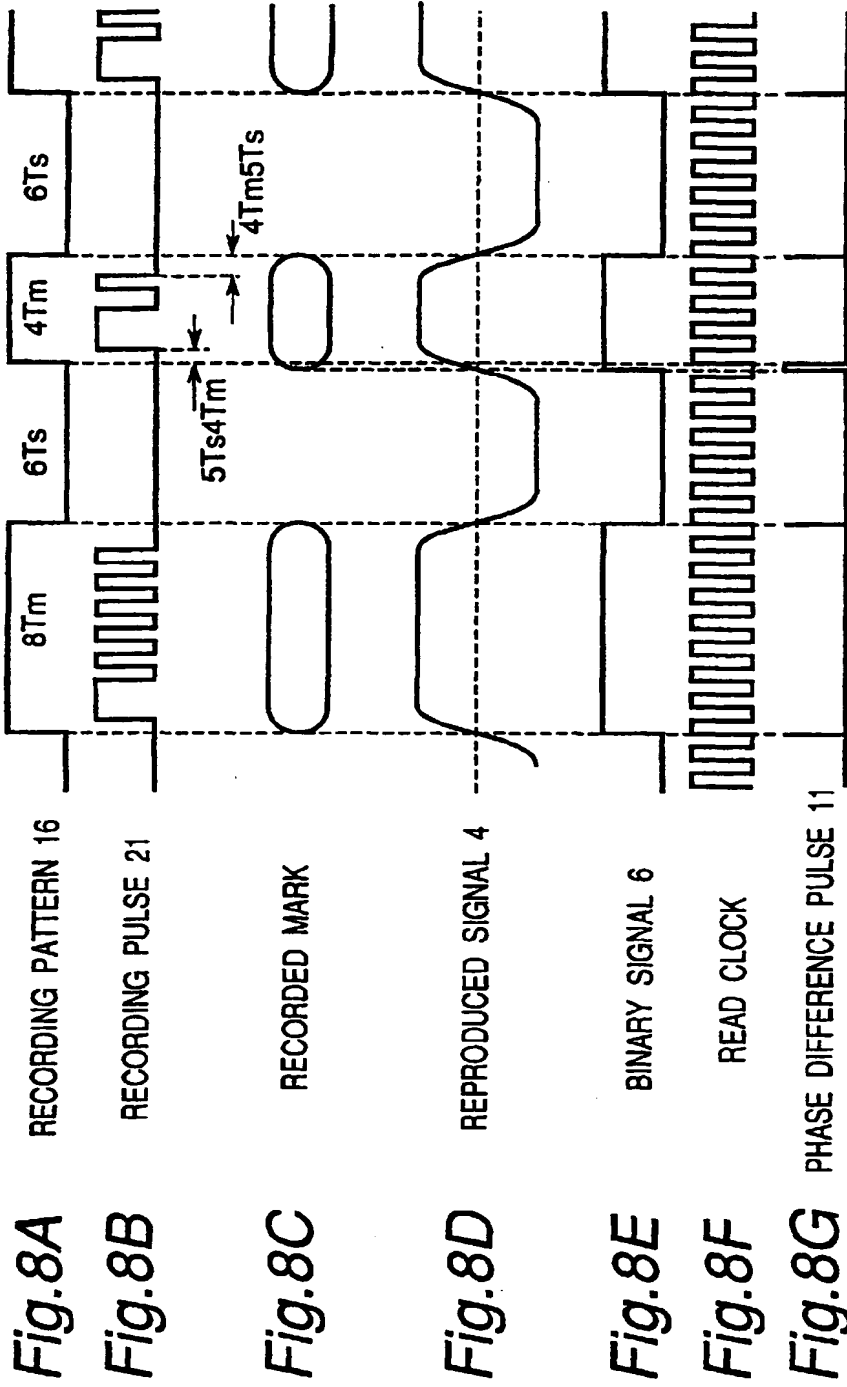 Fig.8A RECORDING PATTERN 16 8Tm 6Ts 4Tm 6Ts
Fig.8B RECORDING PULSE 21
5Ts4Tm 4Tm5Ts
Fig.8C RECORDED MARK
Fig.8D REPRODUCED SIGNAL 4
Fig.8E BINARY SIGNAL 6
Fig.8F READ CLOCK
Fig.8G PHASE DIFFERENCE PULSE 11